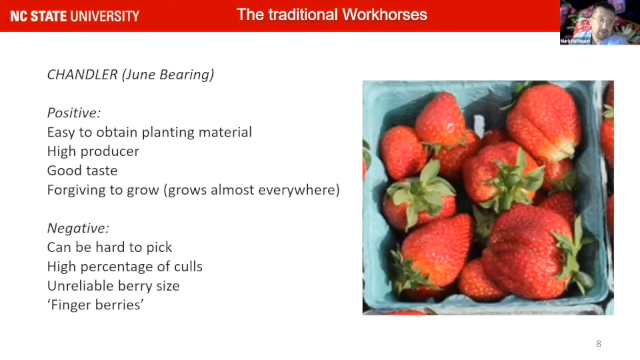 NC STATE UNIVERSITY
The traditional Workhorses
CHANDLER (June Bearing)
Positive:
Easy to obtain planting material
High producer
Good taste
Forgiving to grow (grows almost everywhere)
Negative:
Can be hard to pick
High percentage of culls
Unreliable berry size
'Finger berries'
8